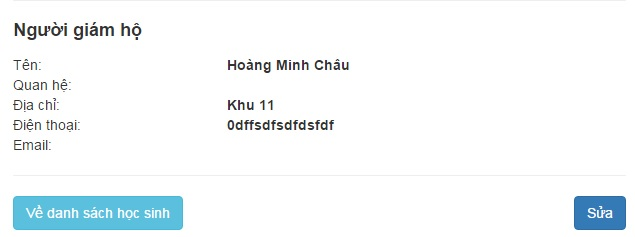 Người giám hộ
Tên: Hoàng Minh Châu
Quan hệ:
Địa chỉ: Khu 11
Điện thoại: 0dffsdfsdfdsfdf
Email:
Về danh sách học sinh Sửa